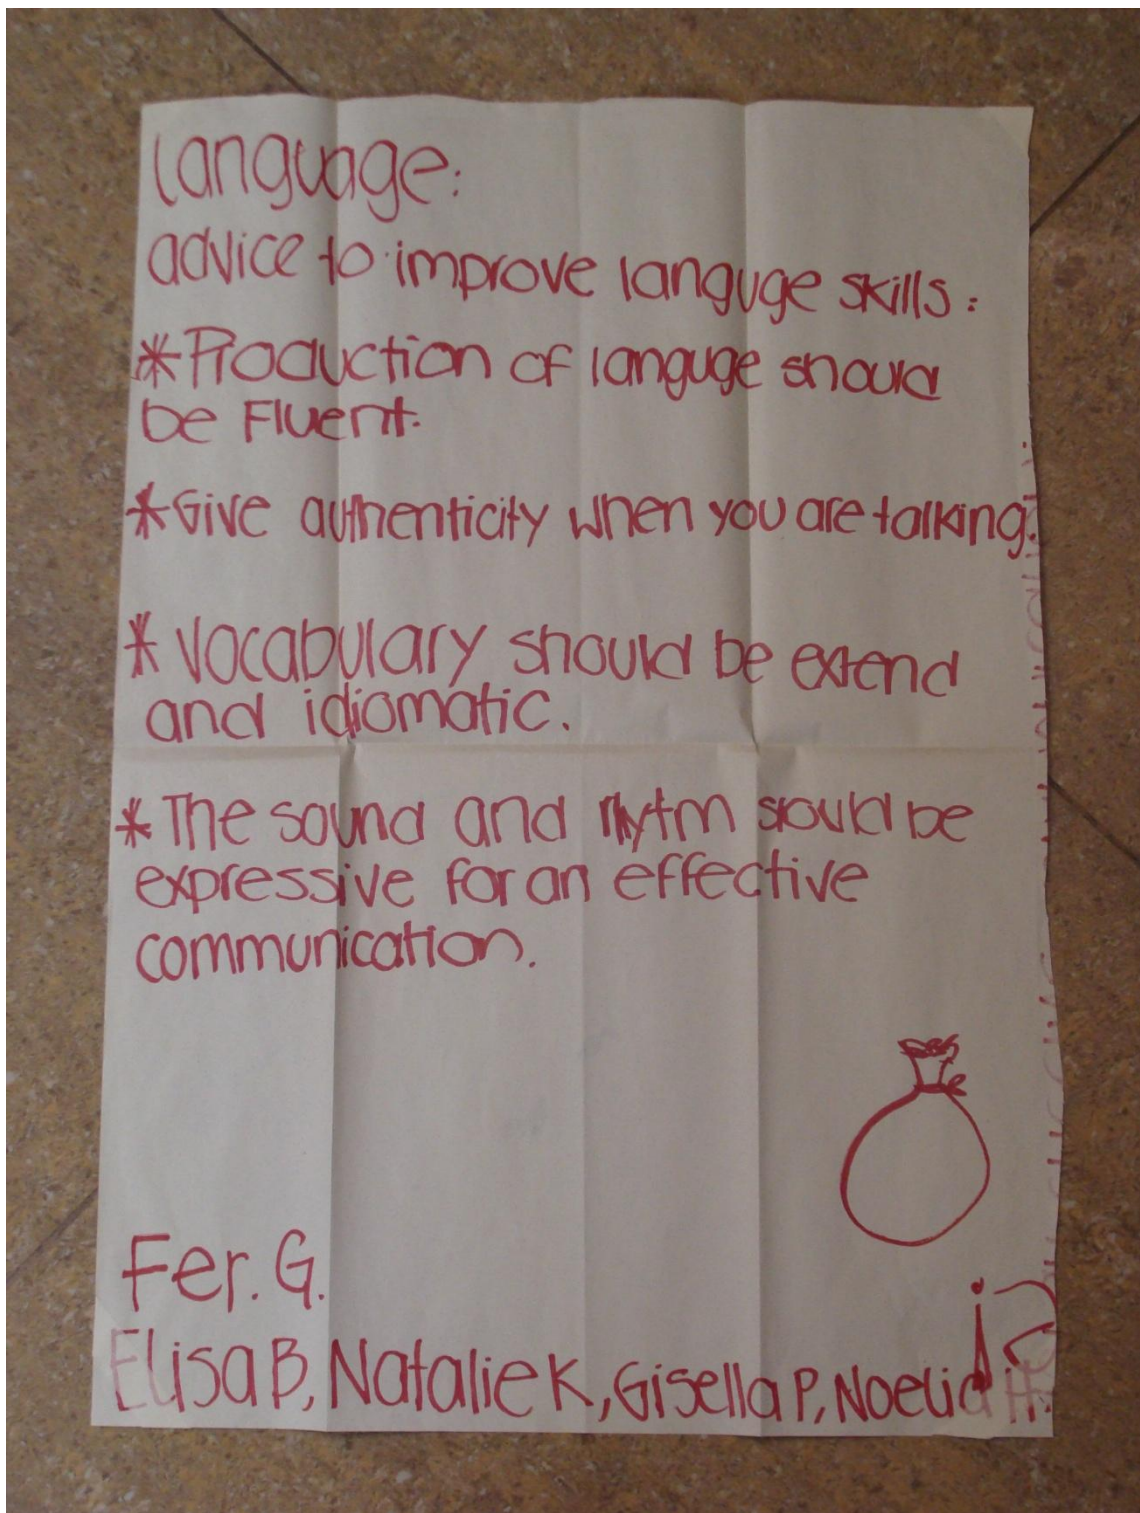 Language:
advice to improve languge skills:
*Production of languge should
be Fluent.
*Give authenticity when you are talking.
* Vocabulary should be extend
and idiomatic.
* The sound and rhytm should be
expressive for an effective
communication.
Fer. G.
Elisa B, Natalie K, Gisella P, Noelia H.